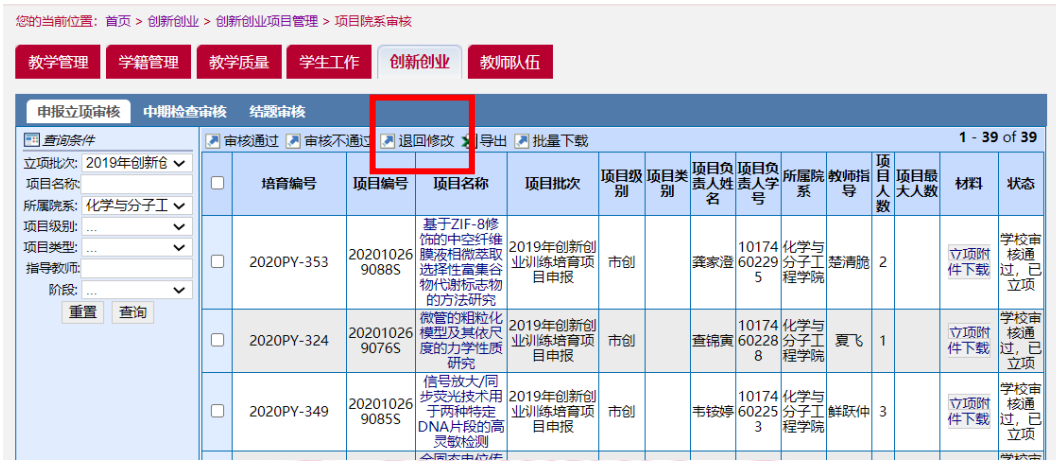 您的当前位置：首页 > 创新创业 > 创新创业项目管理 > 项目院系审核
教学管理 学籍管理 教学质量 学生工作 创新创业 教师队伍
申报立项审核 中期检查审核 结题审核
查询条件
立项批次: 2019年创新创
项目名称:
所属院系: 化学与分子工
项目级别: ...
项目类型: ...
指导教师:
阶段: ...
重置 查询
审核通过 审核不通过 退回修改 导出 批量下载 1 - 39 of 39
培育编号 项目编号 项目名称 项目批次 项目级别 项目类别 项目负责人姓名 项目负责人学号 所属院系 教师指导 项目人数 项目最大人数 材料 状态
2020PY-353
20201026
9088S
基于ZIF-8修
饰的中空纤维
膜液相微萃取
选择性富集谷
物代谢标志物
的方法研究
2019年创新创
业训练培育项
目申报
市创
龚家澄
10174
60229
5
化学与
分子工
程学院
楚清脆
2
立项附
件下载
学校审
核通
过，已
立项
2020PY-324
20201026
9076S
微管的粗粒化
模型及其依尺
度的力学性质
研究
2019年创新创
业训练培育项
目申报
市创
查锦寅
10174
60228
8
化学与
分子工
程学院
夏飞
1
立项附
件下载
学校审
核通
过，已
立项
2020PY-349
20201026
9085S
信号放大/同
步荧光技术用
于两种特定
DNA片段的高
灵敏检测
2019年创新创
业训练培育项
目申报
市创
韦铵婷
10174
60225
3
化学与
分子工
程学院
鲜跃仲
3
立项附
件下载
学校审
核通
过，已
立项